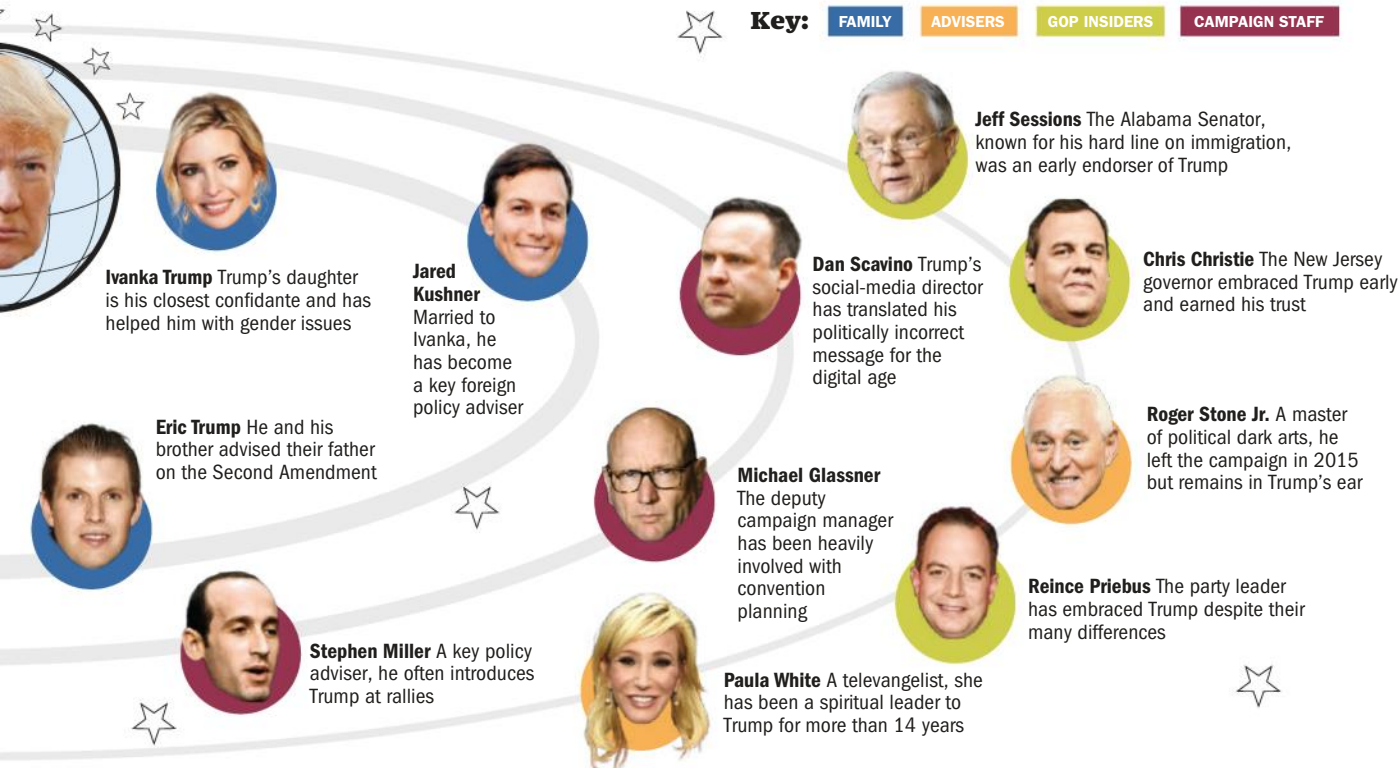 Key: FAMILY ADVISERS GOP INSIDERS CAMPAIGN STAFF
Jeff Sessions The Alabama Senator,
known for his hard line on immigration,
was an early endorser of Trump
Ivanka Trump Trump’s daughter
is his closest confidante and has
helped him with gender issues
Jared
Kushner
Married to
Ivanka, he
has become
a key foreign
policy adviser
Dan Scavino Trump’s
social-media director
has translated his
politically incorrect
message for the
digital age
Chris Christie The New Jersey
governor embraced Trump early
and earned his trust
Eric Trump He and his
brother advised their father
on the Second Amendment
Michael Glassner
The deputy
campaign manager
has been heavily
involved with
convention
planning
Roger Stone Jr. A master
of political dark arts, he
left the campaign in 2015
but remains in Trump’s ear
Reince Priebus The party leader
has embraced Trump despite their
many differences
Stephen Miller A key policy
adviser, he often introduces
Trump at rallies
Paula White A televangelist, she
has been a spiritual leader to
Trump for more than 14 years